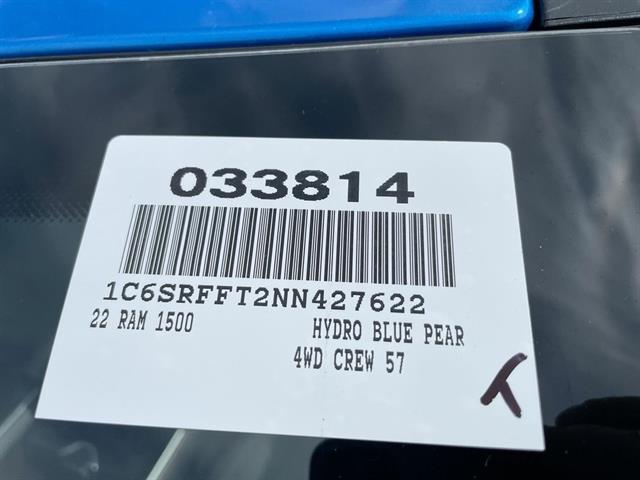 033814
1C6SRFFT2NN427622
22 RAM 1500 HYDRO BLUE PEAR
4WD CREW 57